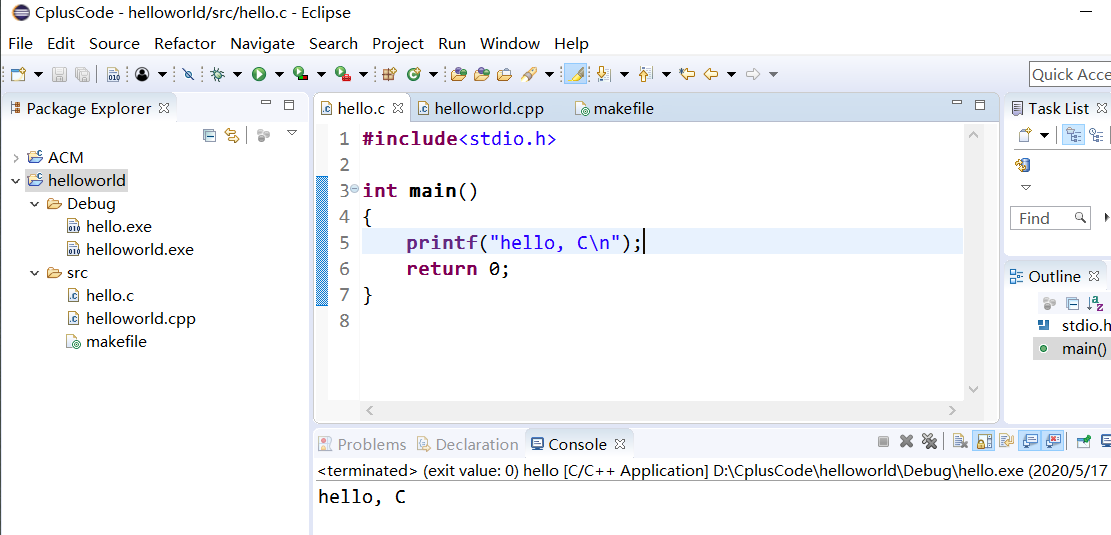 CplusCode - helloworld/src/hello.c - Eclipse
File Edit Source Refactor Navigate Search Project Run Window Help
Quick Acce
Package Explorer
hello.c helloworld.cpp makefile
Task List
ACM
helloworld
Debug
hello.exe
helloworld.exe
src
hello.c
helloworld.cpp
makefile
1 #include<stdio.h>
2
3 int main()
4 {
5     printf("hello, C\n");
6     return 0;
7 }
8
Find
Outline
stdio.h
main()
Problems Declaration Console
<terminated> (exit value: 0) hello [C/C++ Application] D:\CplusCode\helloworld\Debug\hello.exe (2020/5/17
hello, C